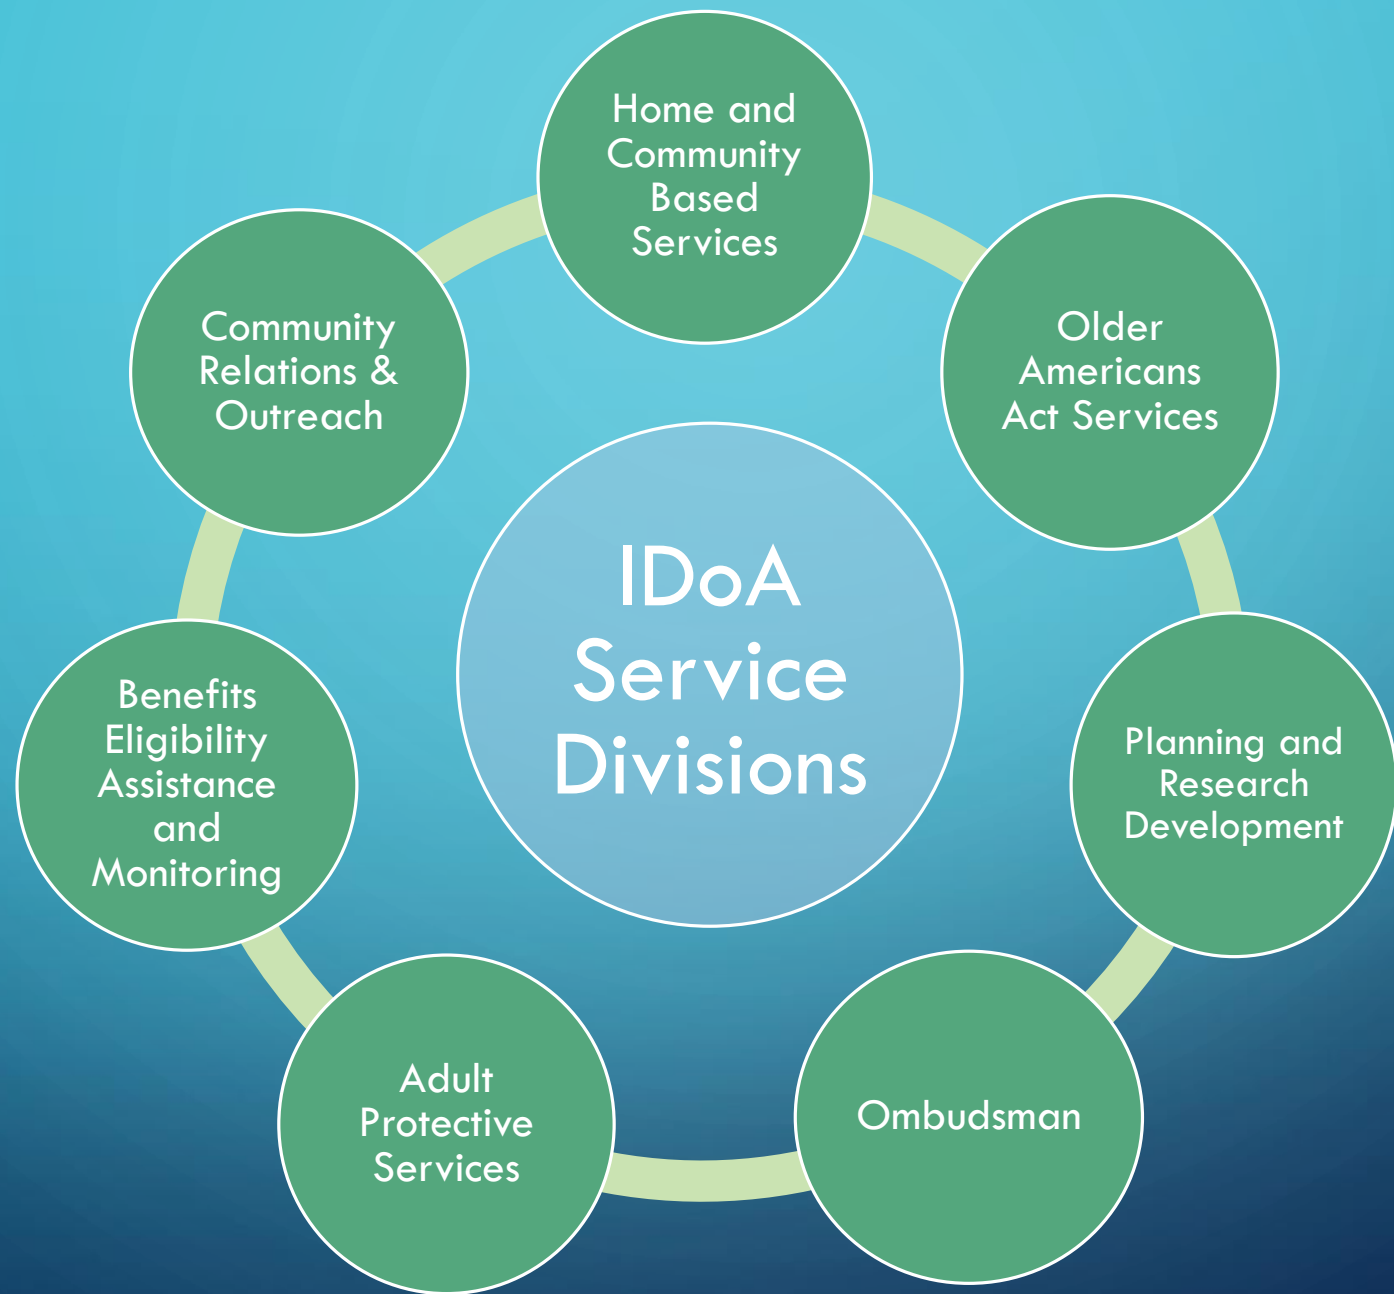 Home and
Community
Based
Services
Older
Americans
Act Services
Planning and
Research
Development
Ombudsman
Adult
Protective
Services
Benefits
Eligibility
Assistance
and
Monitoring
Community
Relations &
Outreach
IDoA
Service
Divisions